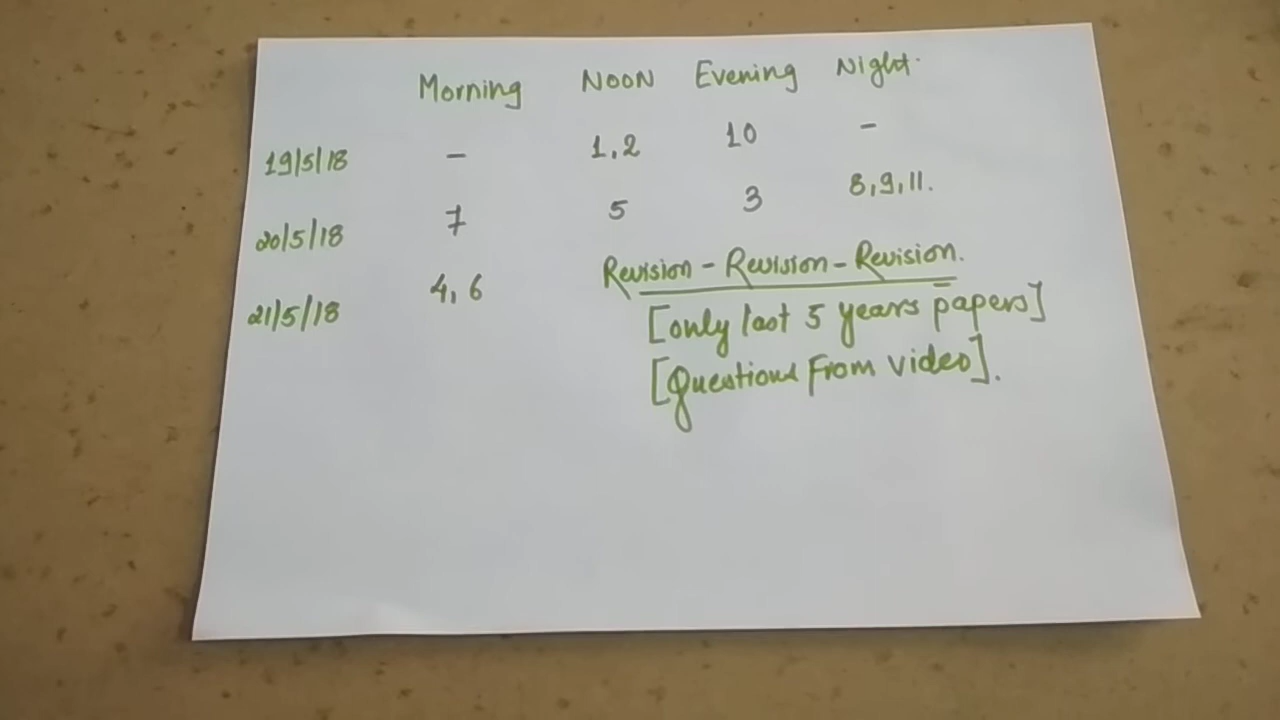 Morning NOON Evening Night.
19/5/18 - 1,2 10 -
20/5/18 7 5 3 8,9,11.
21/5/18 4,6 Revision - Revision - Revision.
[only last 5 years papers]
[Questions From video].